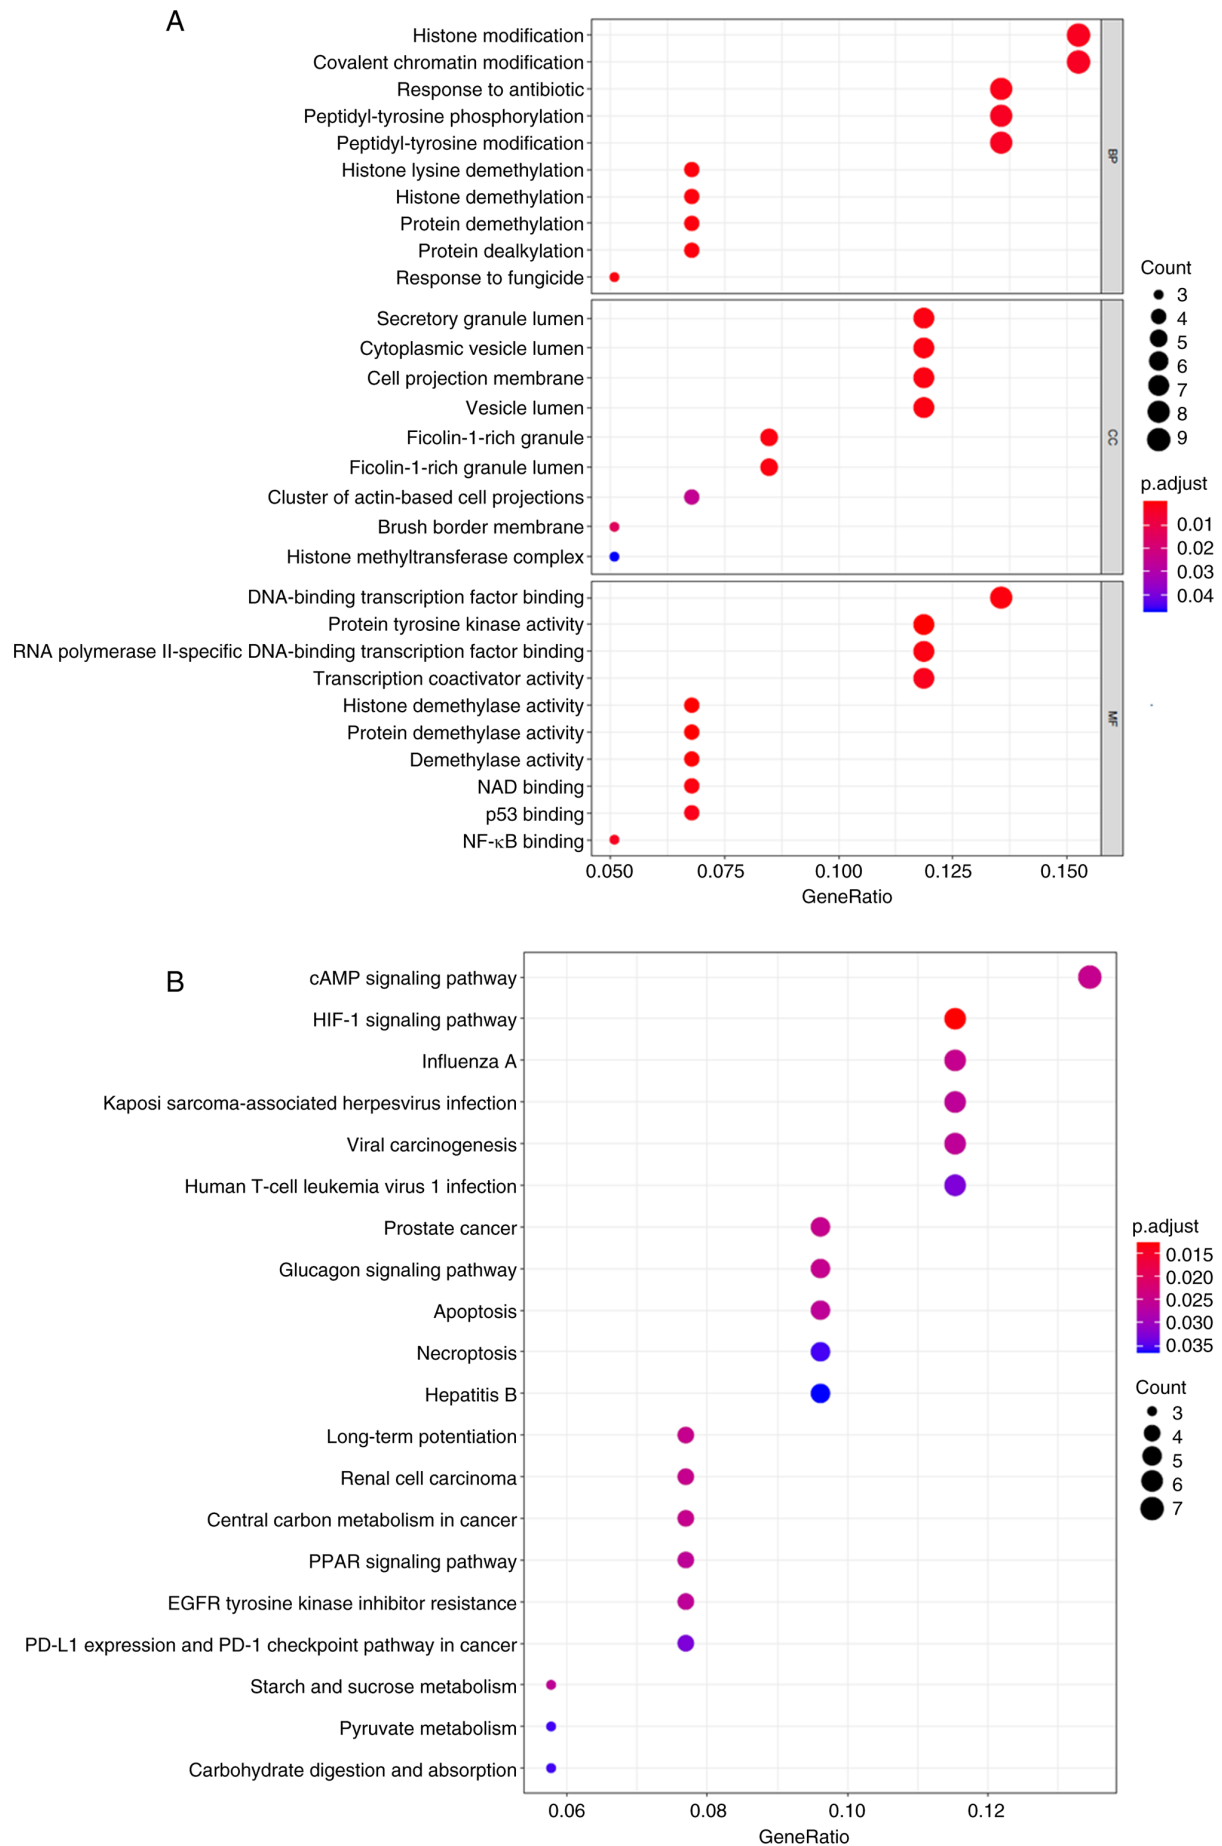 A
Histone modification
Covalent chromatin modification
Response to antibiotic
Peptidyl-tyrosine phosphorylation
Peptidyl-tyrosine modification
Histone lysine demethylation
Histone demethylation
Protein demethylation
Protein dealkylation
Response to fungicide
BP
Secretory granule lumen
Cytoplasmic vesicle lumen
Cell projection membrane
Vesicle lumen
Ficolin-1-rich granule
Ficolin-1-rich granule lumen
Cluster of actin-based cell projections
Brush border membrane
Histone methyltransferase complex
CC
DNA-binding transcription factor binding
Protein tyrosine kinase activity
RNA polymerase II-specific DNA-binding transcription factor binding
Transcription coactivator activity
Histone demethylase activity
Protein demethylase activity
Demethylase activity
NAD binding
p53 binding
NF-κB binding
MF
0.050 0.075 0.100 0.125 0.150
GeneRatio
Count
3
4
5
6
7
8
9
p.adjust
0.01
0.02
0.03
0.04
B
cAMP signaling pathway
HIF-1 signaling pathway
Influenza A
Kaposi sarcoma-associated herpesvirus infection
Viral carcinogenesis
Human T-cell leukemia virus 1 infection
Prostate cancer
Glucagon signaling pathway
Apoptosis
Necroptosis
Hepatitis B
Long-term potentiation
Renal cell carcinoma
Central carbon metabolism in cancer
PPAR signaling pathway
EGFR tyrosine kinase inhibitor resistance
PD-L1 expression and PD-1 checkpoint pathway in cancer
Starch and sucrose metabolism
Pyruvate metabolism
Carbohydrate digestion and absorption
0.06 0.08 0.10 0.12
GeneRatio
p.adjust
0.015
0.020
0.025
0.030
0.035
Count
3
4
5
6
7